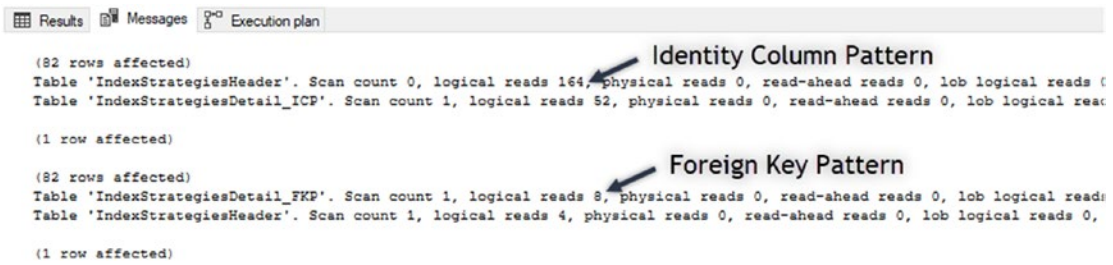 Results Messages Execution plan
(82 rows affected)
Identity Column Pattern
Table 'IndexStrategiesHeader'. Scan count 0, logical reads 164, physical reads 0, read-ahead reads 0, lob logical reads
Table 'IndexStrategiesDetail_ICP'. Scan count 1, logical reads 52, physical reads 0, read-ahead reads 0, lob logical
(1 row affected)
(82 rows affected)
Foreign Key Pattern
Table 'IndexStrategiesDetail_FKP'. Scan count 1, logical reads 8, physical reads 0, read-ahead reads 0, lob logical
Table 'IndexStrategiesHeader'. Scan count 1, logical reads 4, physical reads 0, read-ahead reads 0, lob logical reads 0,
(1 row affected)